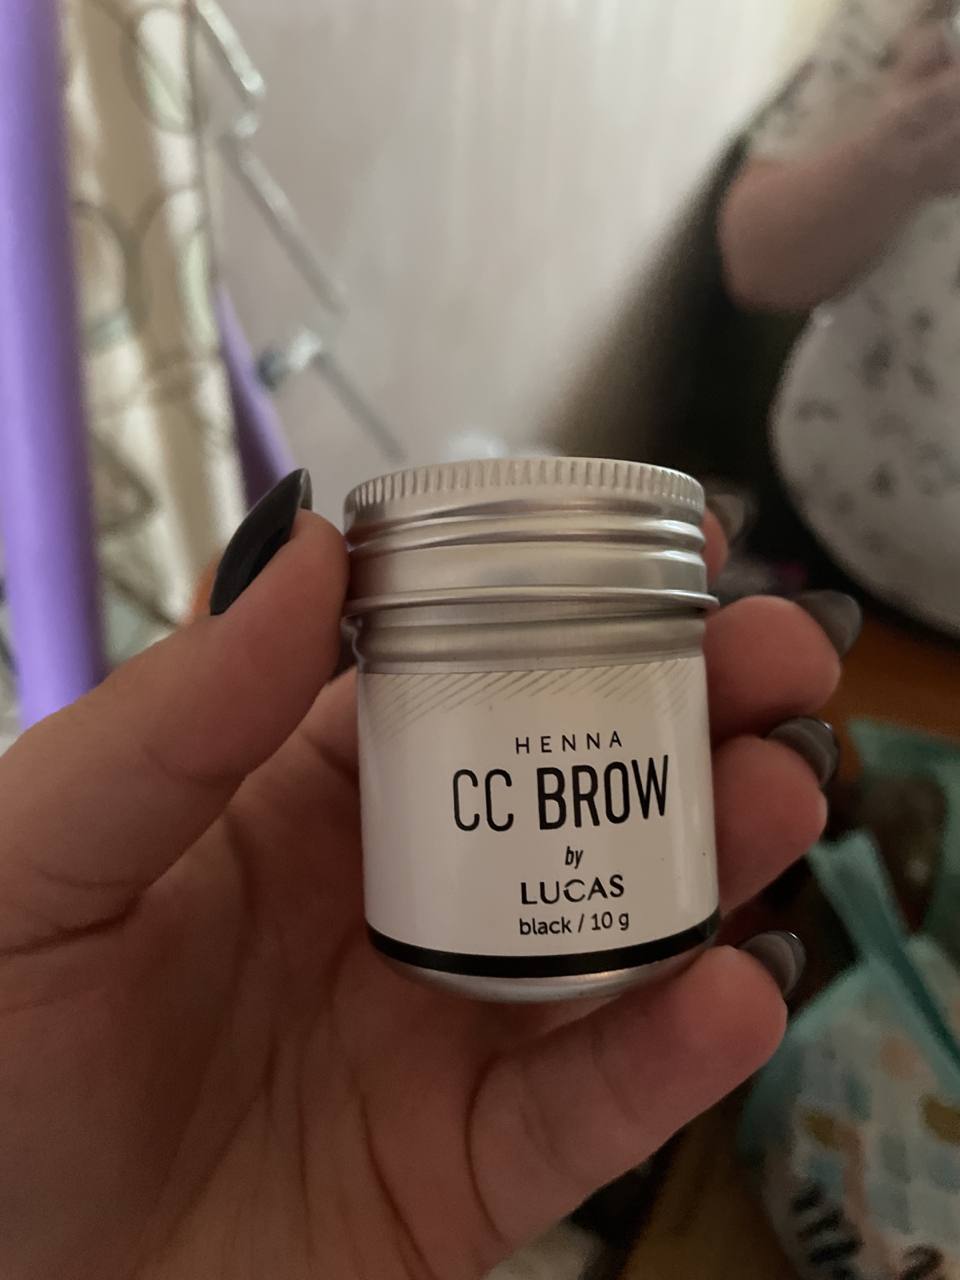 HENNA
CC BROW
by
LUCAS
black / 10 g